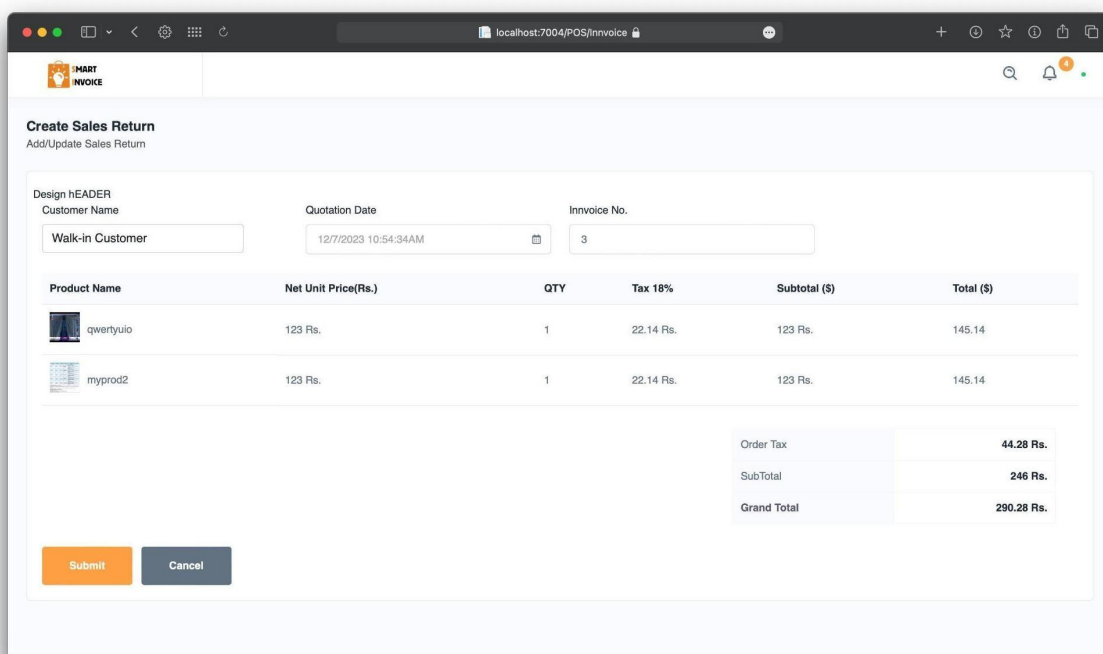 localhost:7004/POS/Innvoice
SMART
INVOICE
4
Create Sales Return
Add/Update Sales Return
Design hEADER
Customer Name Quotation Date Innvoice No.
Walk-in Customer 12/7/2023 10:54:34AM 3
Product Name Net Unit Price(Rs.) QTY Tax 18% Subtotal ($) Total ($)
qwertyuio 123 Rs. 1 22.14 Rs. 123 Rs. 145.14
myprod2 123 Rs. 1 22.14 Rs. 123 Rs. 145.14
Order Tax 44.28 Rs.
SubTotal 246 Rs.
Grand Total 290.28 Rs.
Submit Cancel